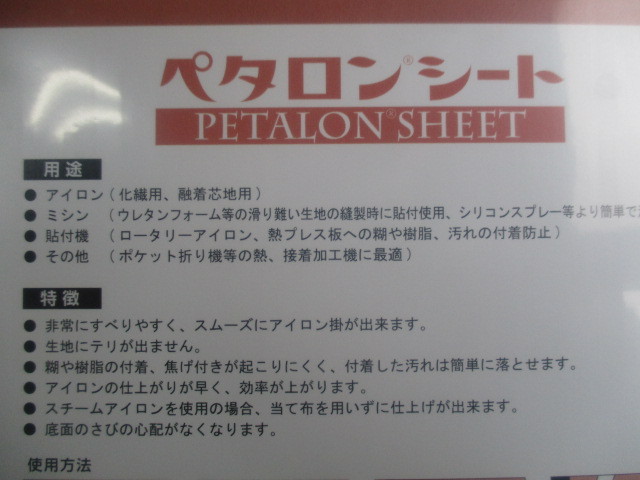 ペタロン®シート
PETALON® SHEET
用途
● アイロン ( 化繊用、融着芯地用 )
● ミシン ( ウレタンフォーム等の滑り難い生地の縫製時に貼付使用、シリコンスプレー等より簡単で
● 貼付機 ( ロータリーアイロン、熱プレス板への糊や樹脂、汚れの付着防止 )
● その他 ( ポケット折り機等の熱、接着加工機に最適 )
特徴
● 非常にすべりやすく、スムーズにアイロン掛が出来ます。
● 生地にテリが出ません。
● 糊や樹脂の付着、焦げ付きが起こりにくく、付着した汚れは簡単に落とせます。
● アイロンの仕上がりが早く、効率が上がります。
● スチームアイロンを使用の場合、当て布を用いずに仕上げが出来ます。
● 底面のさびの心配がなくなります。
使用方法